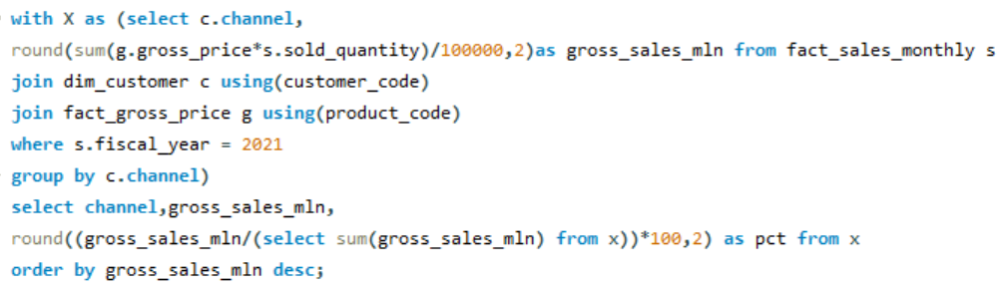 with X as (select c.channel,
round(sum(g.gross_price*s.sold_quantity)/100000,2)as gross_sales_mln from fact_sales_monthly s
join dim_customer c using(customer_code)
join fact_gross_price g using(product_code)
where s.fiscal_year = 2021
group by c.channel)
select channel,gross_sales_mln,
round((gross_sales_mln/(select sum(gross_sales_mln) from x))*100,2) as pct from x
order by gross_sales_mln desc;